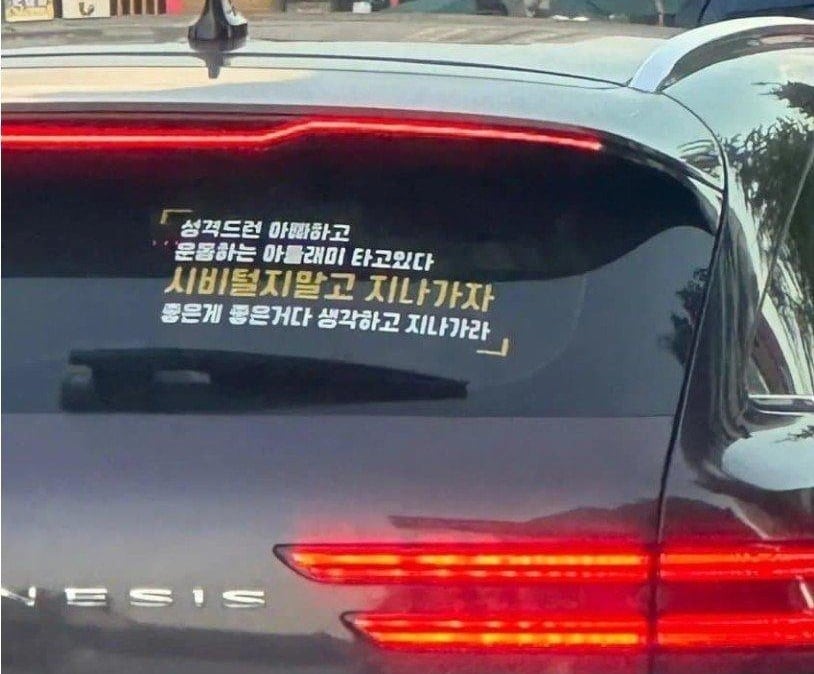 성격드런 아빠하고
운동하는 아들래미 타고있다
시비털지말고 지나가자
좋은게 좋은거다 생각하고 지나가라
NESIS